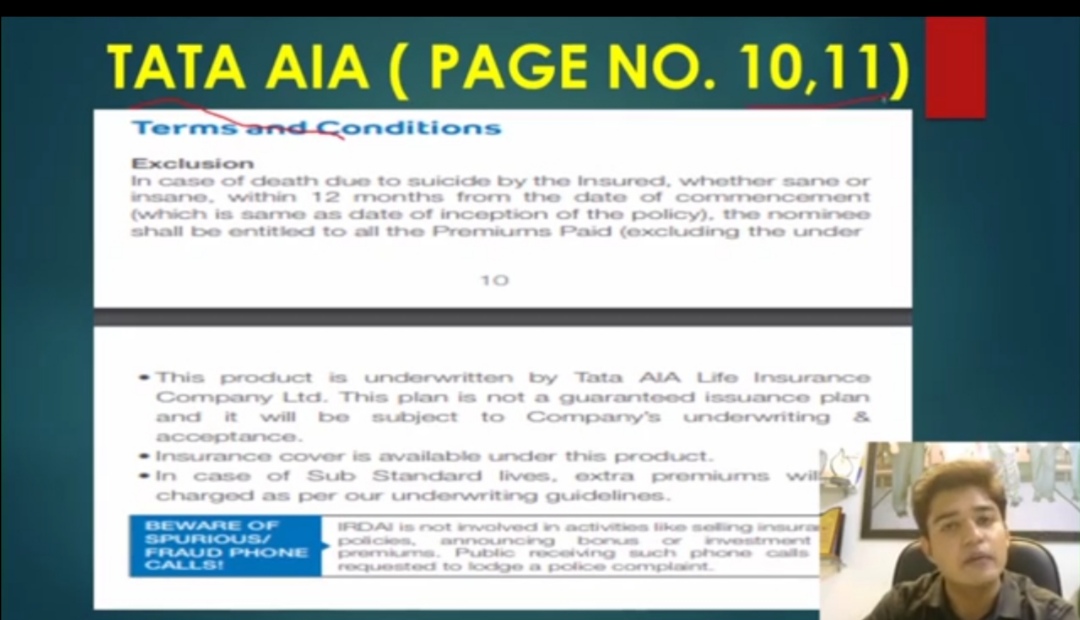 TATA AIA ( PAGE NO. 10,11)
Terms and Conditions
Exclusion
In case of death due to suicide by the Insured, whether sane or
insane, within 12 months from the date of commencement
(which is same as date of inception of the policy), the nominee
shall be entitled to all the Premiums Paid (excluding the under
10
• This product is underwritten by Tata AIA Life Insurance
Company Ltd. This plan is not a guaranteed issuance plan
and it will be subject to Company's underwriting &
acceptance.
• Insurance cover is available under this product.
• In case of Sub Standard lives, extra premiums wil
charged as per our underwriting guidelines.
BEWARE OF
SPURIOUS/
FRAUD PHONE
CALLS!
IRDAI is not involved in activities like selling insura
policies, announcing bonus or investment
premiums. Public receiving such phone calls
requested to lodge a police complaint.